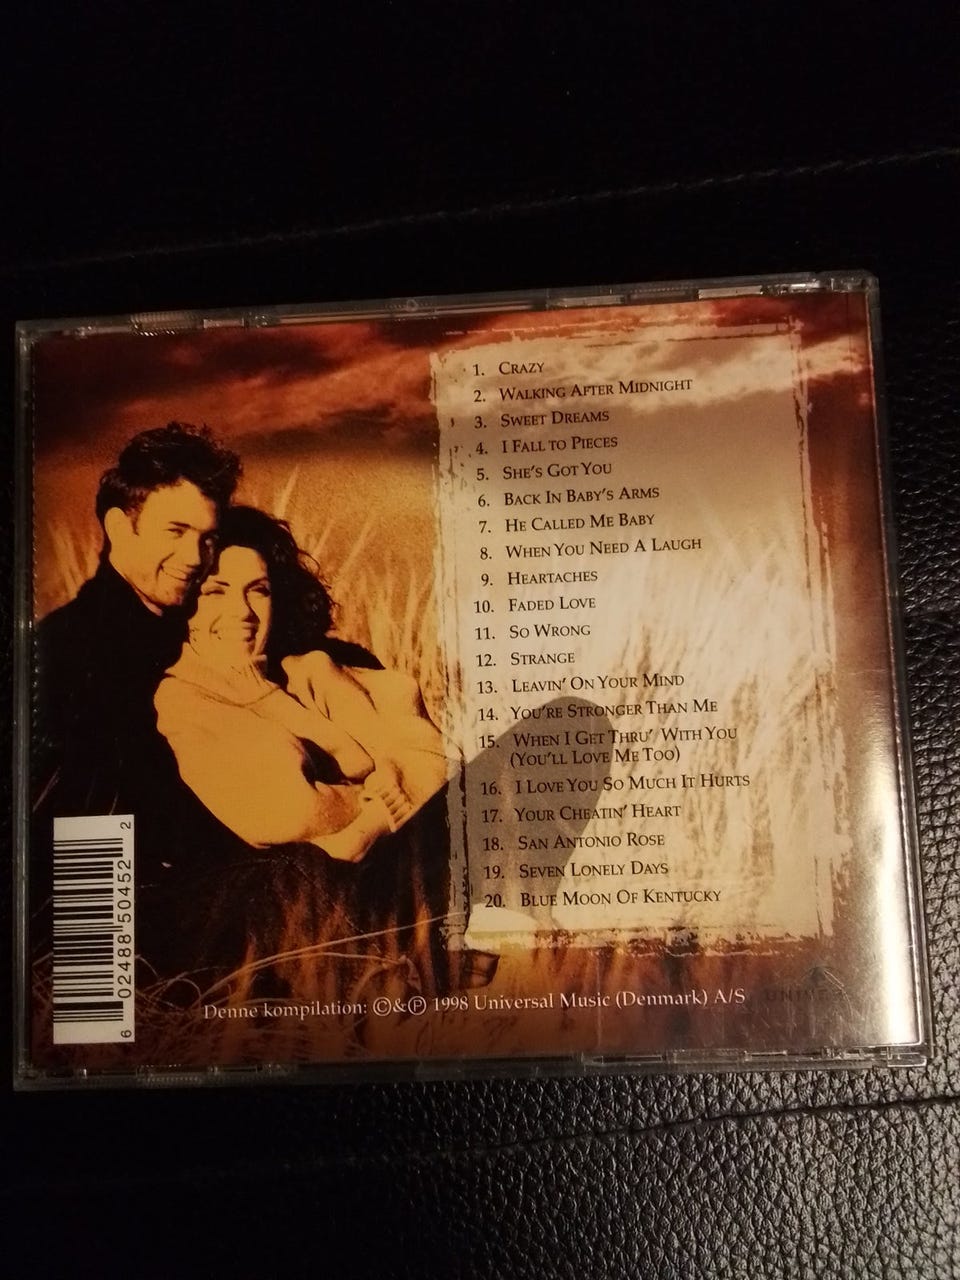 1. CRAZY
2. WALKING AFTER MIDNIGHT
3. SWEET DREAMS
4. I FALL TO PIECES
5. SHE'S GOT YOU
6. BACK IN BABY'S ARMS
7. HE CALLED ME BABY
8. WHEN YOU NEED A LAUGH
9. HEARTACHES
10. FADED LOVE
11. SO WRONG
12. STRANGE
13. LEAVIN' ON YOUR MIND
14. YOU'RE STRONGER THAN ME
15. WHEN I GET THRU' WITH YOU
(YOU'LL LOVE ME TOO)
16. I LOVE YOU SO MUCH IT HURTS
17. YOUR CHEATIN' HEART
18. SAN ANTONIO ROSE
19. SEVEN LONELY DAYS
20. BLUE MOON OF KENTUCKY
6 02488 50452 2
Denne kompilation: ©&℗ 1998 Universal Music (Denmark) A/S